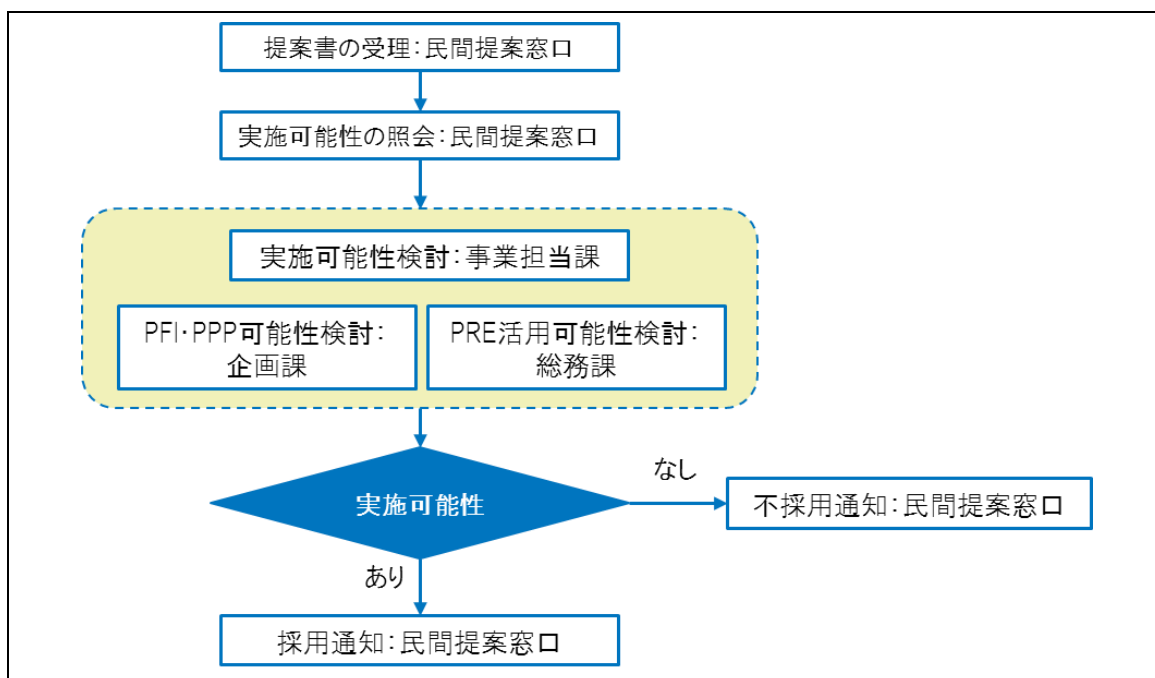 提案書の受理：民間提案窓口
実施可能性の照会：民間提案窓口
実施可能性検討：事業担当課
PFI・PPP可能性検討：
企画課
PRE活用可能性検討：
総務課
実施可能性
なし
不採用通知：民間提案窓口
あり
採用通知：民間提案窓口